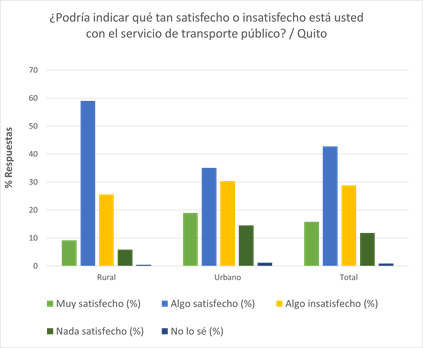 ¿Podría indicar qué tan satisfecho o insatisfecho está usted
con el servicio de transporte público? / Quito
% Respuestas
70
60
50
40
30
20
10
0
Rural
Urbano
Total
Muy satisfecho (%)
Algo satisfecho (%)
Algo insatisfecho (%)
Nada satisfecho (%)
No lo sé (%)